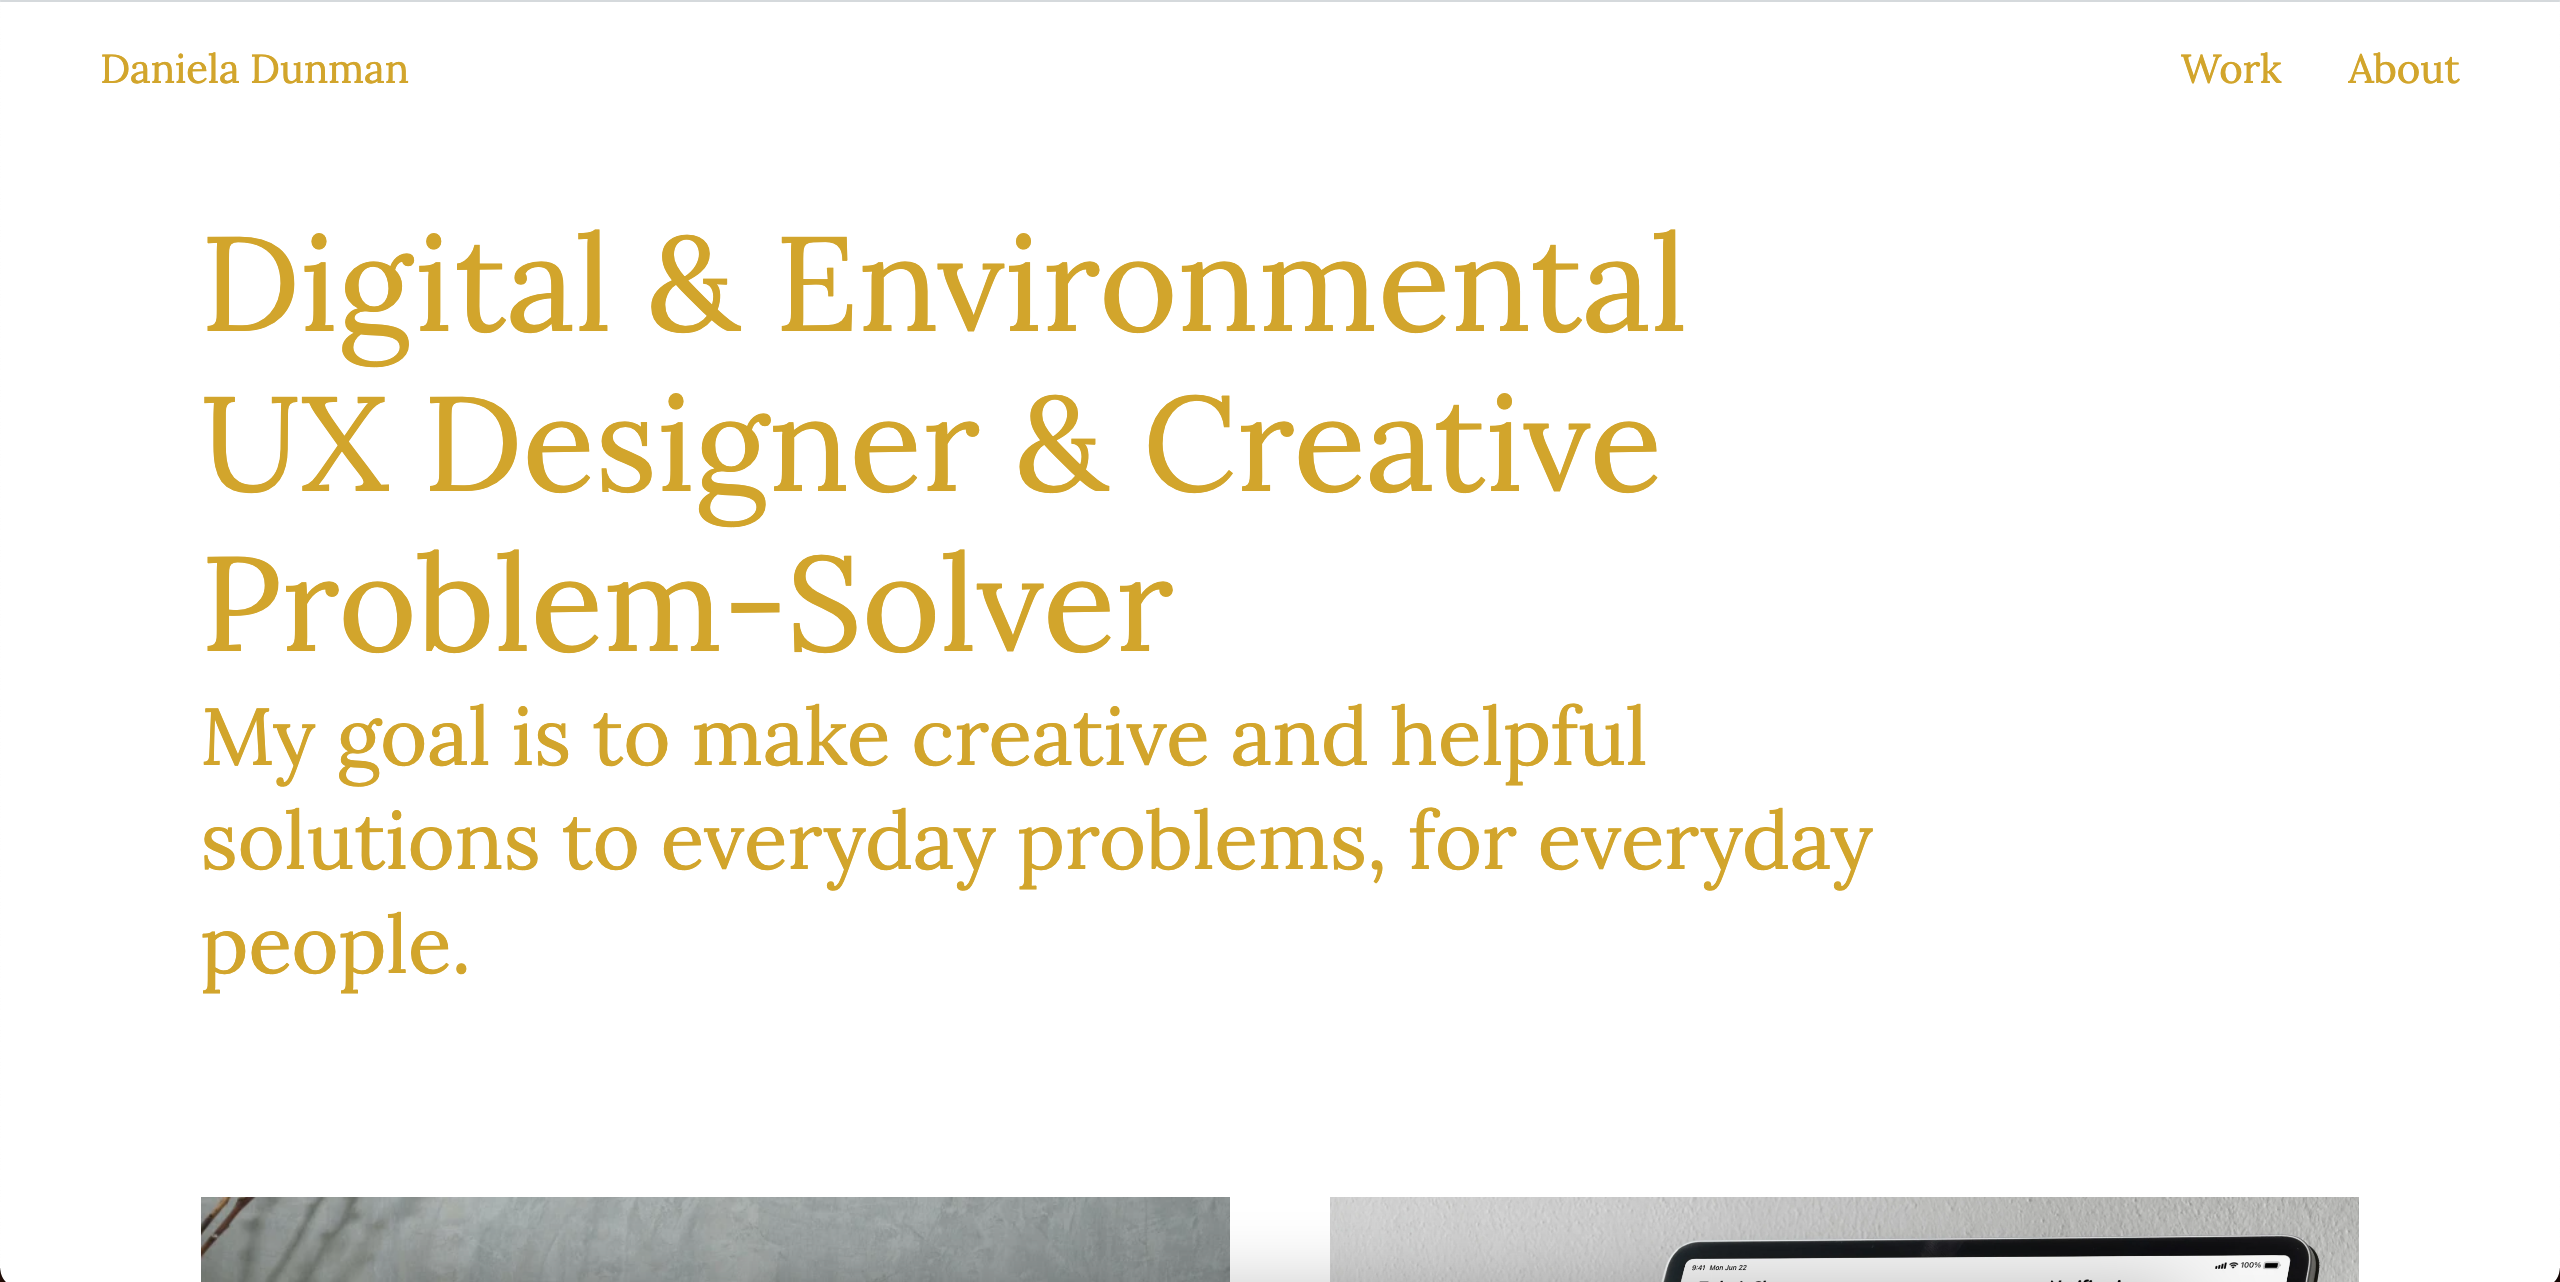 Daniela Dunman
Work
About
Digital & Environmental
UX Designer & Creative
Problem-Solver
My goal is to make creative and helpful
solutions to everyday problems, for everyday
people.
9:41 Mon Jun 22
100%